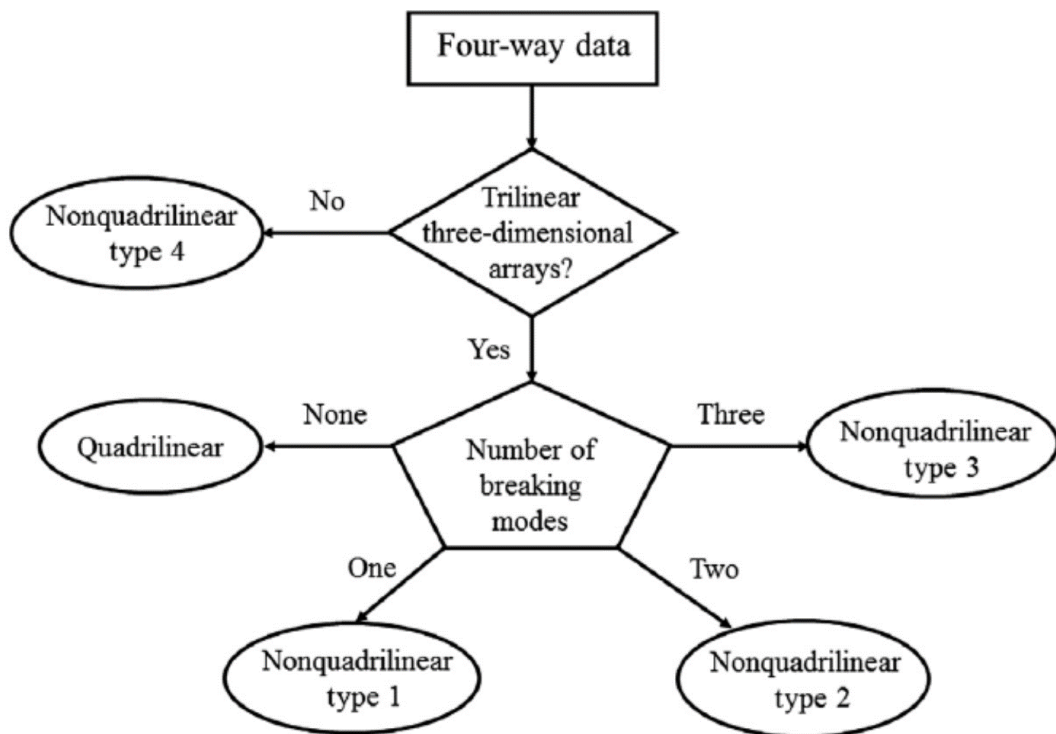 Four-way data
No
Trilinear
three-dimensional
arrays?
Nonquadrilinear
type 4
Yes
None
Three
Quadrilinear
Number of
breaking
modes
Nonquadrilinear
type 3
One
Two
Nonquadrilinear
type 1
Nonquadrilinear
type 2